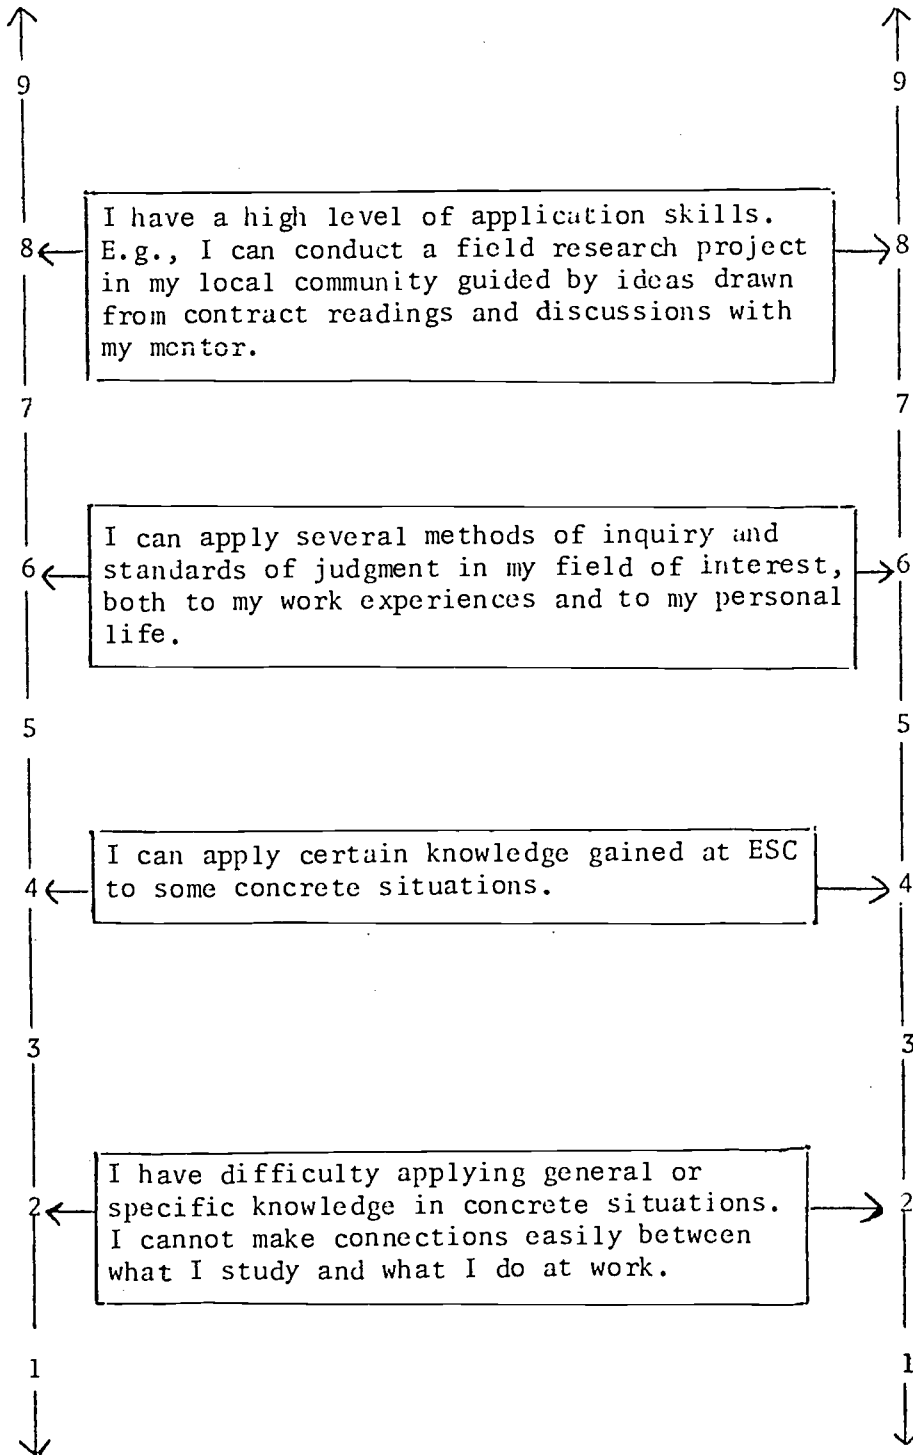 9 9
I have a high level of application skills.
8 E.g., I can conduct a field research project 8
in my local community guided by ideas drawn
from contract readings and discussions with
my mentor.
7 7
I can apply several methods of inquiry and
6 standards of judgment in my field of interest, 6
both to my work experiences and to my personal
life.
5 5
I can apply certain knowledge gained at ESC
4 to some concrete situations. 4
3 3
I have difficulty applying general or
2 specific knowledge in concrete situations. 2
I cannot make connections easily between
what I study and what I do at work.
1 1